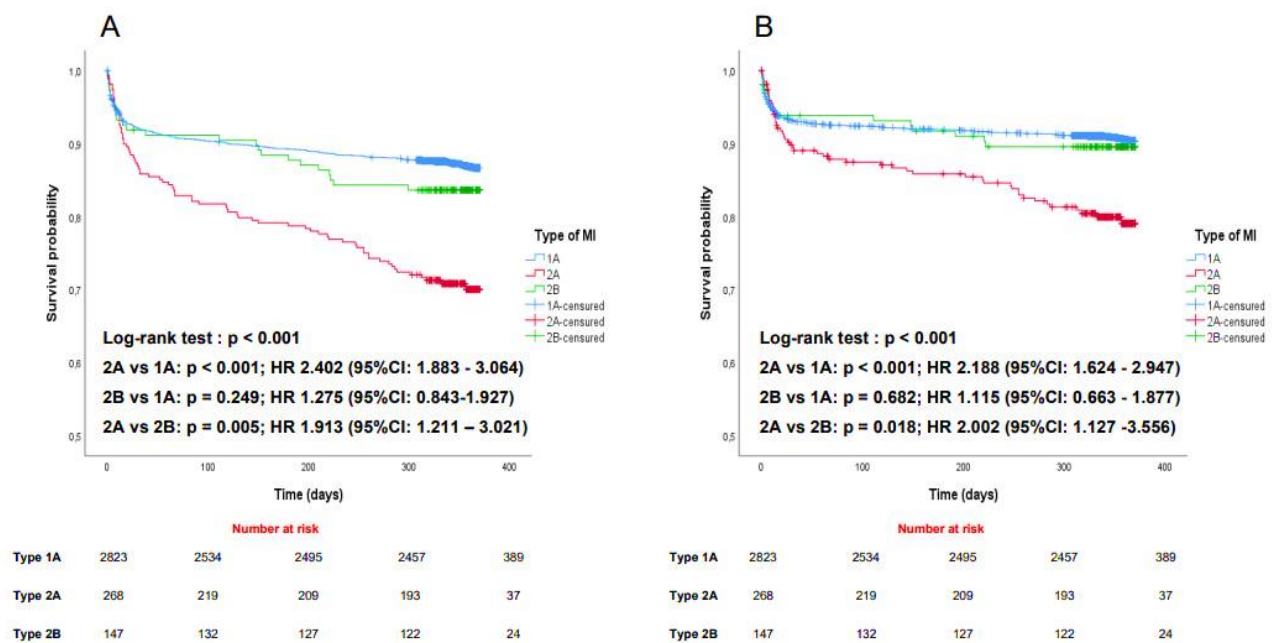 A
1,0
0,9
0,8
0,7
0,6
0,5
Survival probability
Type of MI
1A
2A
2B
1A-censured
2A-censured
2B-censured
Log-rank test : p < 0.001
2A vs 1A: p < 0.001; HR 2.402 (95%CI: 1.883 - 3.064)
2B vs 1A: p = 0.249; HR 1.275 (95%CI: 0.843-1.927)
2A vs 2B: p = 0.005; HR 1.913 (95%CI: 1.211 – 3.021)
0 100 200 300 400
Time (days)
Number at risk
Type 1A 2823 2534 2495 2457 389
Type 2A 268 219 209 193 37
Type 2B 147 132 127 122 24
B
1,0
0,9
0,8
0,7
0,6
0,5
Survival probability
Type of MI
1A
2A
2B
1A-censured
2A-censured
2B-censured
Log-rank test : p < 0.001
2A vs 1A: p < 0.001; HR 2.188 (95%CI: 1.624 - 2.947)
2B vs 1A: p = 0.682; HR 1.115 (95%CI: 0.663 - 1.877)
2A vs 2B: p = 0.018; HR 2.002 (95%CI: 1.127 -3.556)
0 100 200 300 400
Time (days)
Number at risk
Type 1A 2823 2534 2495 2457 389
Type 2A 268 219 209 193 37
Type 2B 147 132 127 122 24